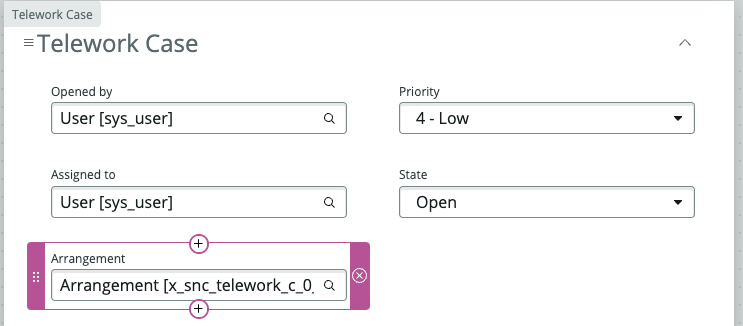 Telework Case
Telework Case
Opened by
User [sys_user]
Priority
4 - Low
Assigned to
User [sys_user]
State
Open
Arrangement
Arrangement [x_snc_telework_c_0_